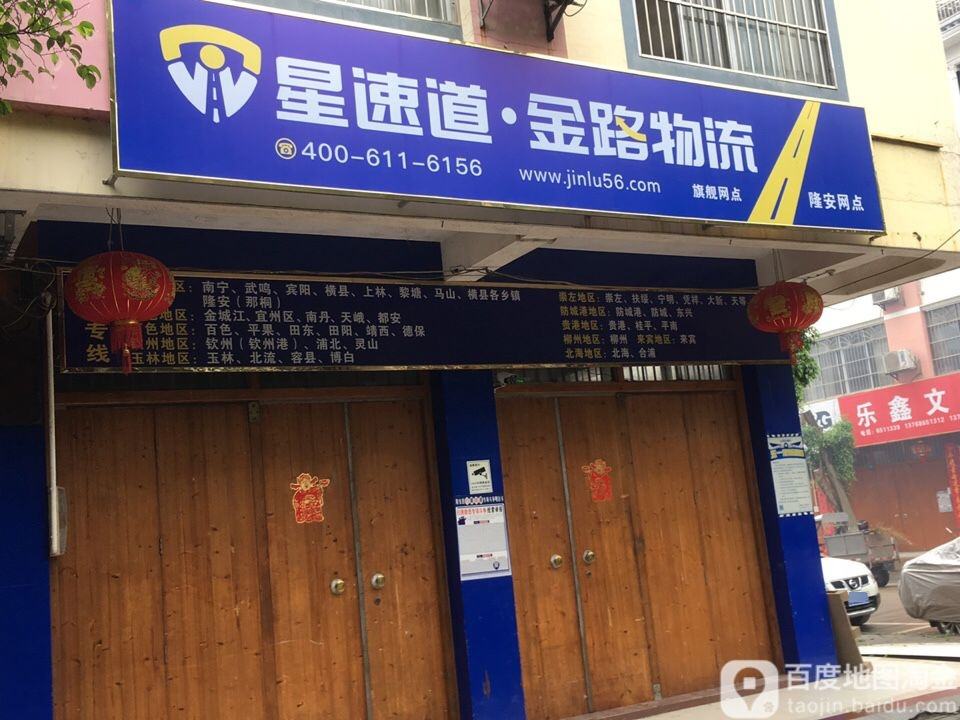 星速道·金路物流
400-611-6156
www.jinlu56.com
旗舰网点
隆安网点
区：南宁、武鸣、宾阳、横县、上林、黎塘、马山、横县各乡镇
隆安（那桐）
地区：金城江、宜州区、南丹、天峨、都安
色地区：百色、平果、田东、田阳、靖西、德保
州地区：钦州（钦州港）、浦北、灵山
玉林地区：玉林、北流、容县、博白
专线
崇左地区：崇左、扶绥、宁明、凭祥、大新、天等
防城港地区：防城港、防城、东兴
贵港地区：贵港、桂平、平南
柳州地区：柳州 来宾地区：来宾
北海地区：北海、合浦
乐鑫文
百度地图淘金
taojin.baidu.com